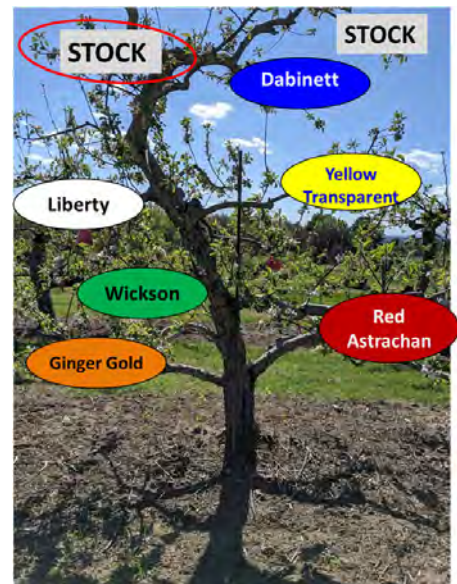 STOCK
STOCK
Dabinett
Yellow
Transparent
Liberty
Wickson
Red
Astrachan
Ginger Gold